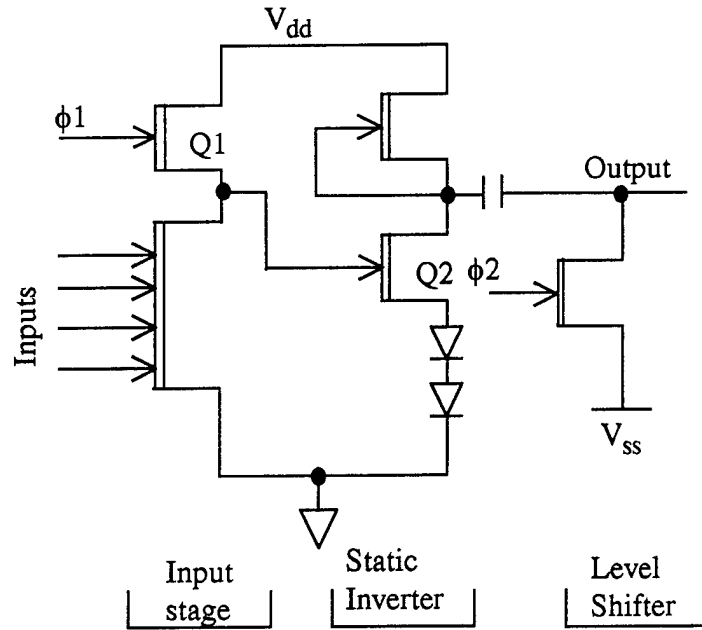 V_dd
ϕ1
Q1
Output
Q2
ϕ2
Inputs
V_ss
Input
stage
Static
Inverter
Level
Shifter